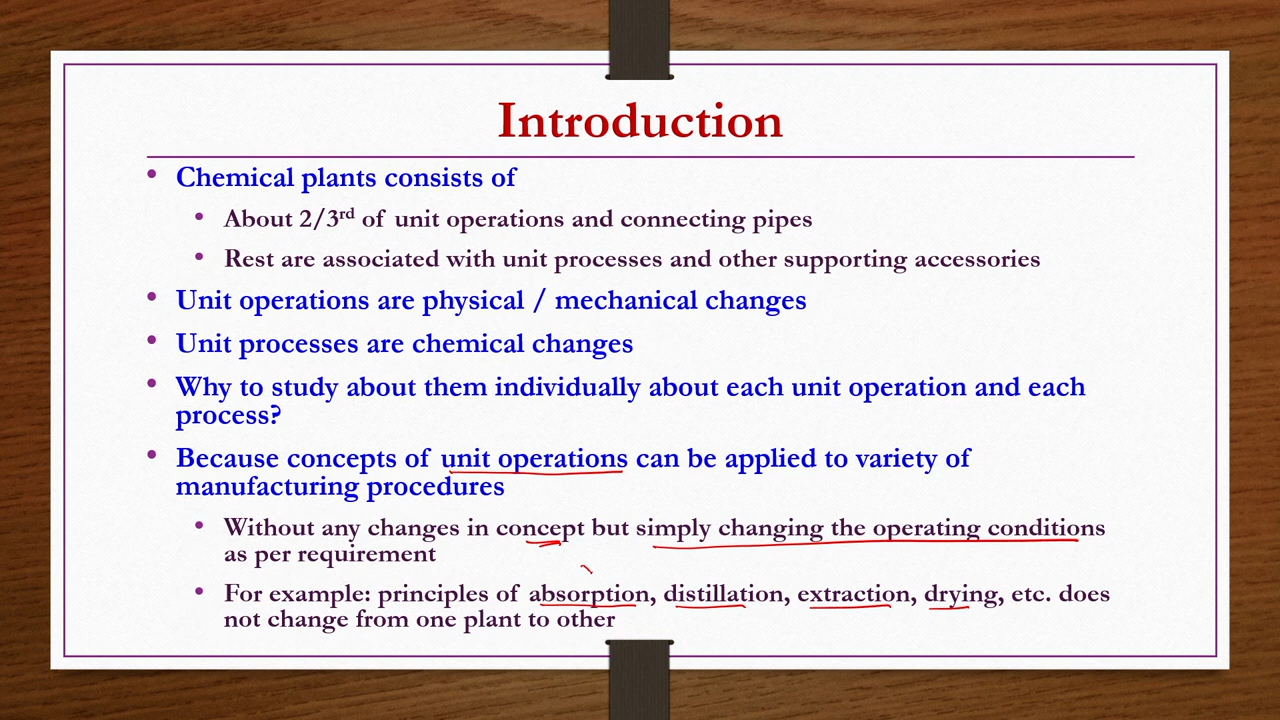 Introduction
• Chemical plants consists of
• About 2/3rd of unit operations and connecting pipes
• Rest are associated with unit processes and other supporting accessories
• Unit operations are physical / mechanical changes
• Unit processes are chemical changes
• Why to study about them individually about each unit operation and each
process?
• Because concepts of unit operations can be applied to variety of
manufacturing procedures
• Without any changes in concept but simply changing the operating conditions
as per requirement
• For example: principles of absorption, distillation, extraction, drying, etc. does
not change from one plant to other